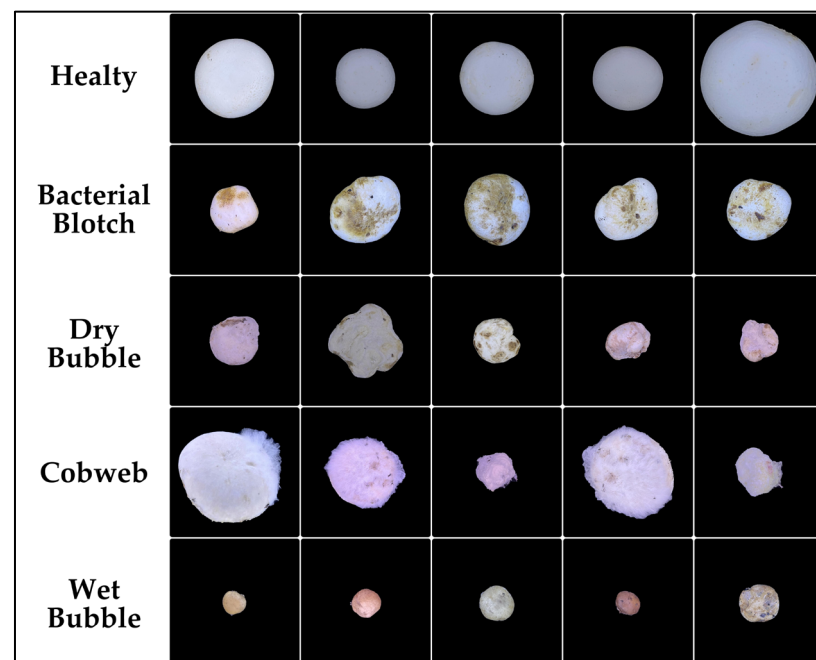 Healty
Bacterial
Blotch
Dry
Bubble
Cobweb
Wet
Bubble